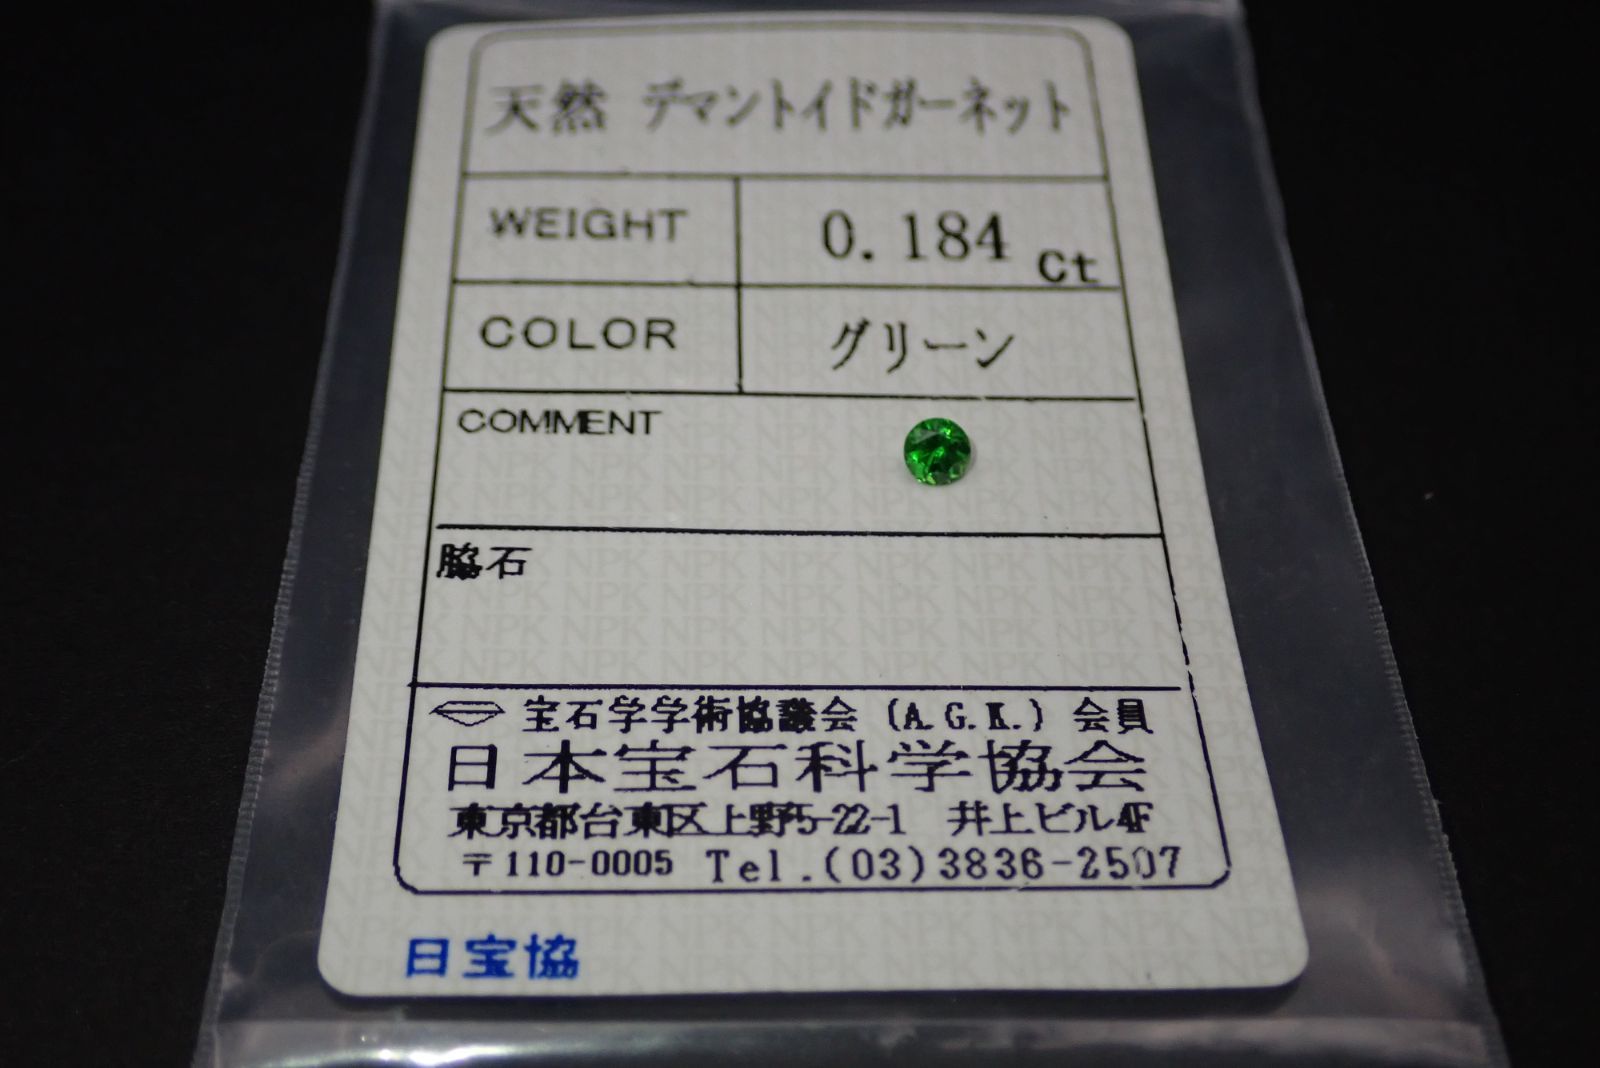 天然 デマントイドガーネット
WEIGHT 0.184 Ct
COLOR グリーン
COMMENT
脇石
宝石学学術協議会 (A.G.K.) 会員
日本宝石科学協会
東京都台東区上野5-22-1 井上ビル4F
〒110-0005 Tel.(03)3836-2507
日宝協